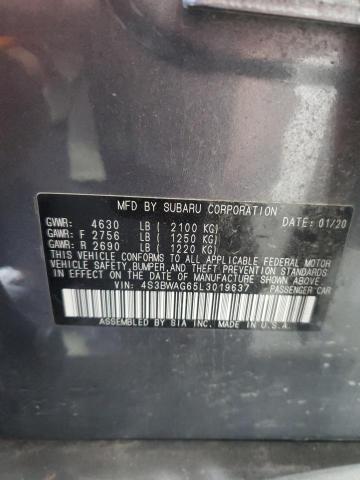 MFD BY SUBARU CORPORATION DATE: 01/20
GVWR: 4630 LB ( 2100 KG)
GAWR: F 2756 LB ( 1250 KG)
GAWR: R 2690 LB ( 1220 KG)
THIS VEHICLE CONFORMS TO ALL APPLICABLE FEDERAL MOTOR
VEHICLE SAFETY, BUMPER, AND THEFT PREVENTION STANDARDS
IN EFFECT ON THE DATE OF MANUFACTURE SHOWN ABOVE.
VIN: 4S3BWAG65L3019637
PASSENGER CAR
ASSEMBLED BY SIA INC. MADE IN U.S.A.